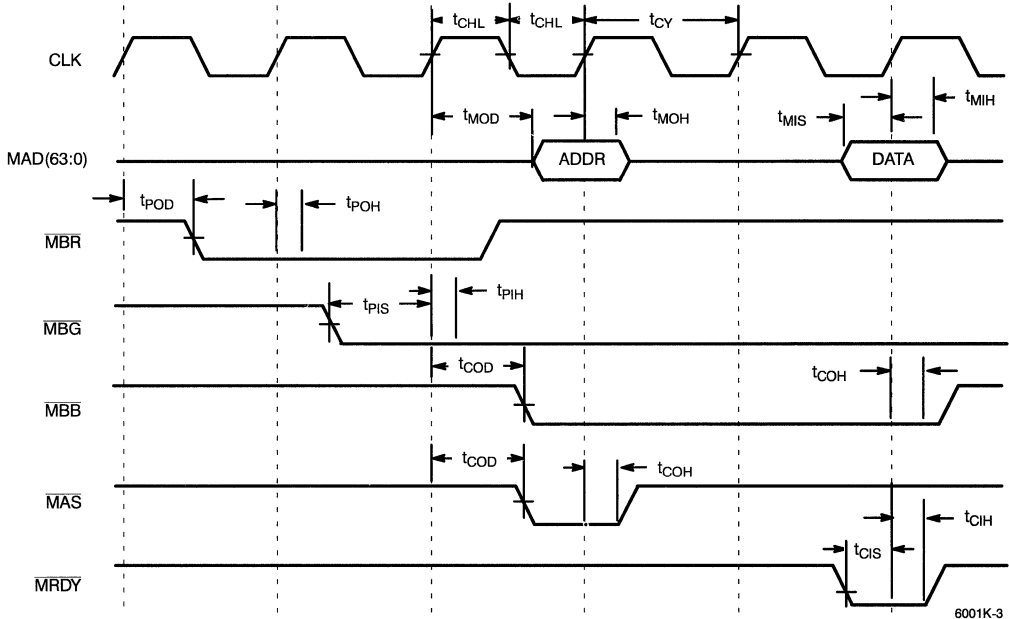 tCHL tCHL tCY
CLK
tMIH
tMOD tMOH tMIS
MAD(63:0) ADDR DATA
tPOD tPOH
MBR
tPIS tPIH
MBG
tCOD tCOH
MBB
tCOD tCOH
MAS
tCIH
tCIS
MRDY
6001K-3